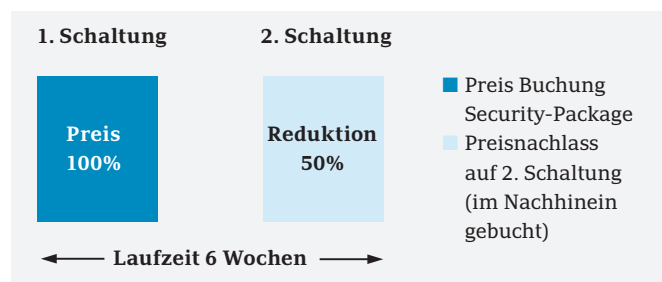 1. Schaltung
2. Schaltung
Preis
100%
Reduktion
50%
Preis Buchung
Security-Package
Preisnachlass
auf 2. Schaltung
(im Nachhinein
gebucht)
Laufzeit 6 Wochen